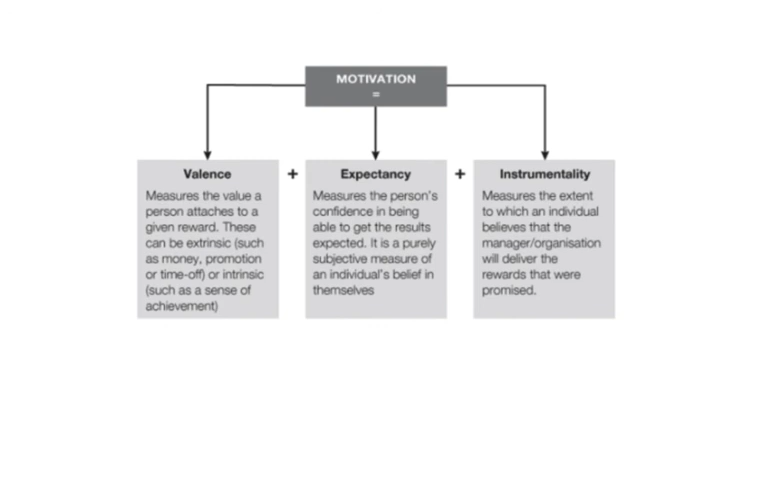 MOTIVATION
=
Valence
Measures the value a
person attaches to a
given reward. These
can be extrinsic (such
as money, promotion
or time-off) or intrinsic
(such as a sense of
achievement)
+
Expectancy
Measures the person's
confidence in being
able to get the results
expected. It is a purely
subjective measure of
an individual's belief in
themselves
+
Instrumentality
Measures the extent
to which an individual
believes that the
manager/organisation
will deliver the
rewards that were
promised.